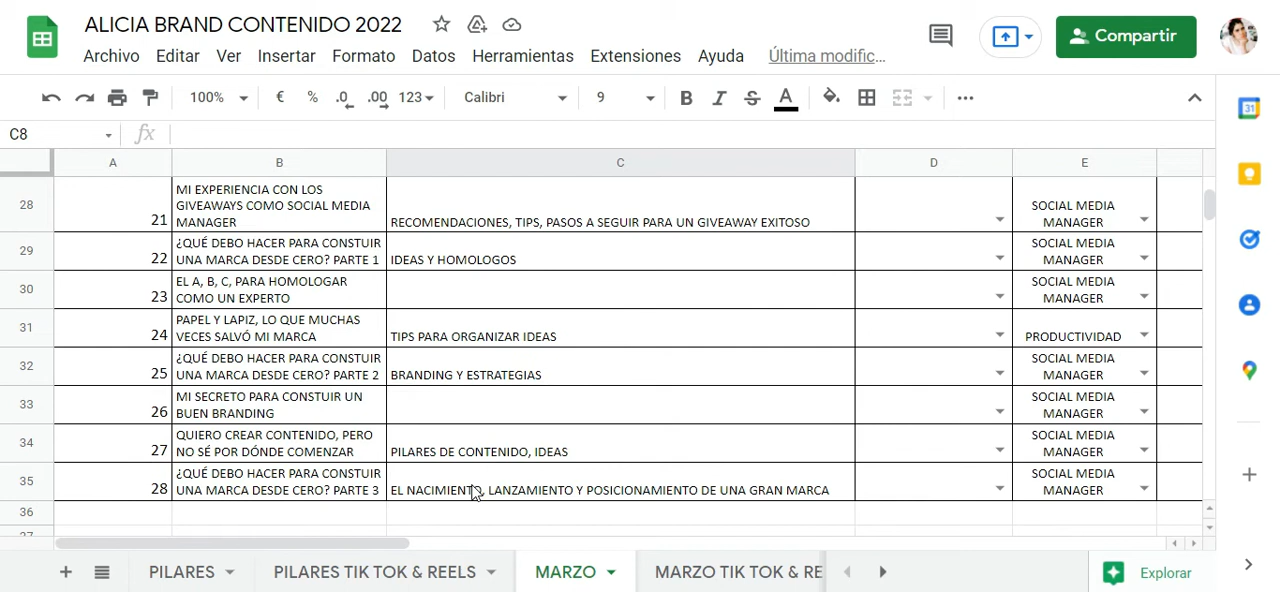 ALICIA BRAND CONTENIDO 2022
Compartir
Archivo Editar Ver Insertar Formato Datos Herramientas Extensiones Ayuda Última modific...
100% € % .0 .00 123 Calibri 9 B I S A
C8 fx
A B C D E
28 21 MI EXPERIENCIA CON LOS
GIVEAWAYS COMO SOCIAL MEDIA
MANAGER
RECOMENDACIONES, TIPS, PASOS A SEGUIR PARA UN GIVEAWAY EXITOSO
SOCIAL MEDIA
MANAGER
29 22 ¿QUÉ DEBO HACER PARA CONSTUIR
UNA MARCA DESDE CERO? PARTE 1
IDEAS Y HOMOLOGOS
SOCIAL MEDIA
MANAGER
30 23 EL A, B, C, PARA HOMOLOGAR
COMO UN EXPERTO
SOCIAL MEDIA
MANAGER
31 24 PAPEL Y LAPIZ, LO QUE MUCHAS
VECES SALVÓ MI MARCA
TIPS PARA ORGANIZAR IDEAS
PRODUCTIVIDAD
32 25 ¿QUÉ DEBO HACER PARA CONSTUIR
UNA MARCA DESDE CERO? PARTE 2
BRANDING Y ESTRATEGIAS
SOCIAL MEDIA
MANAGER
33 26 MI SECRETO PARA CONSTUIR UN
BUEN BRANDING
SOCIAL MEDIA
MANAGER
34 27 QUIERO CREAR CONTENIDO, PERO
NO SÉ POR DÓNDE COMENZAR
PILARES DE CONTENIDO, IDEAS
SOCIAL MEDIA
MANAGER
35 28 ¿QUÉ DEBO HACER PARA CONSTUIR
UNA MARCA DESDE CERO? PARTE 3
EL NACIMIENTO, LANZAMIENTO Y POSICIONAMIENTO DE UNA GRAN MARCA
SOCIAL MEDIA
MANAGER
36
37
PILARES PILARES TIK TOK & REELS MARZO MARZO TIK TOK & RE
Explorar
31